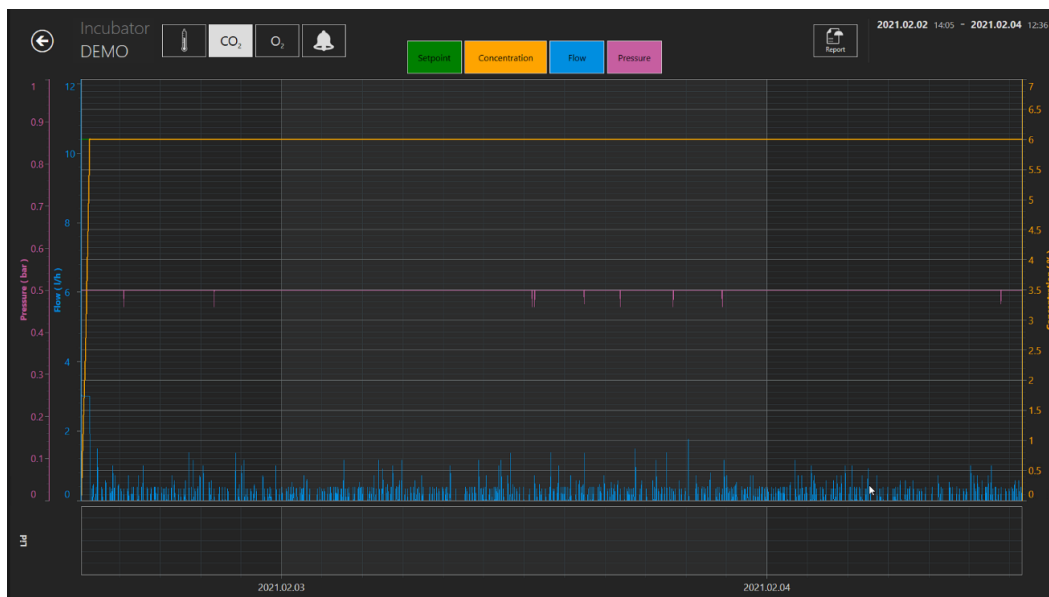 Incubator
DEMO
CO₂
O₂
Setpoint
Concentration
Flow
Pressure
Report
2021.02.02 14:05 - 2021.02.04 12:36
Pressure ( bar )
1
0.9
0.8
0.7
0.6
0.5
0.4
0.3
0.2
0.1
0
Flow ( l/h )
12
10
8
6
4
2
0
7
6.5
6
5.5
5
4.5
4
3.5
3
2.5
2
1.5
1
0.5
0
Lid
2021.02.03
2021.02.04